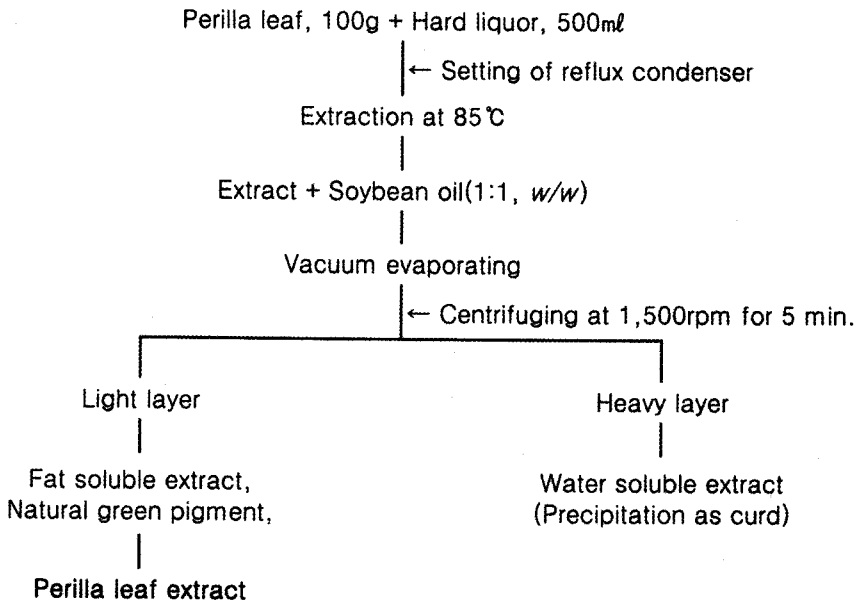 Perilla leaf, 100g + Hard liquor, 500㎖
← Setting of reflux condenser
Extraction at 85℃
Extract + Soybean oil(1:1, w/w)
Vacuum evaporating
← Centrifuging at 1,500rpm for 5 min.
Light layer
Heavy layer
Fat soluble extract,
Natural green pigment,
Water soluble extract
(Precipitation as curd)
Perilla leaf extract